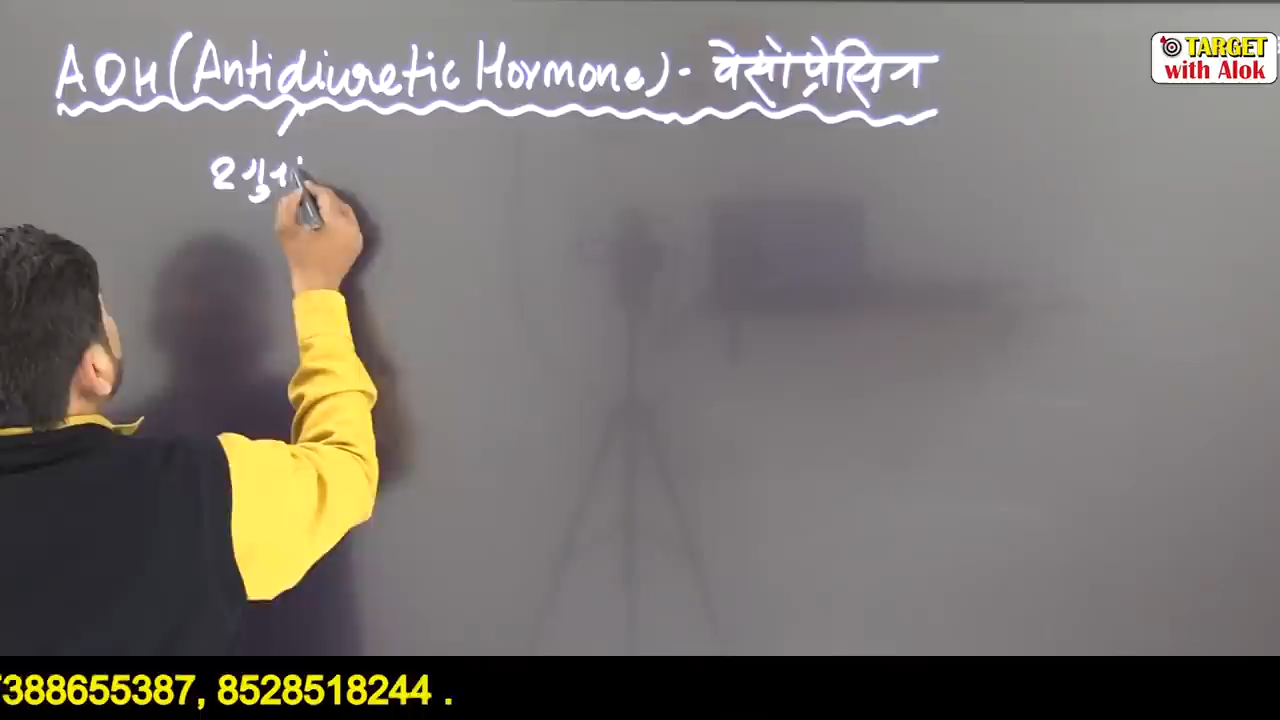 ADH (Antidiuretic Hormone) - वेसोप्रेसिन
TARGET
with Alok
7388655387, 8528518244 .